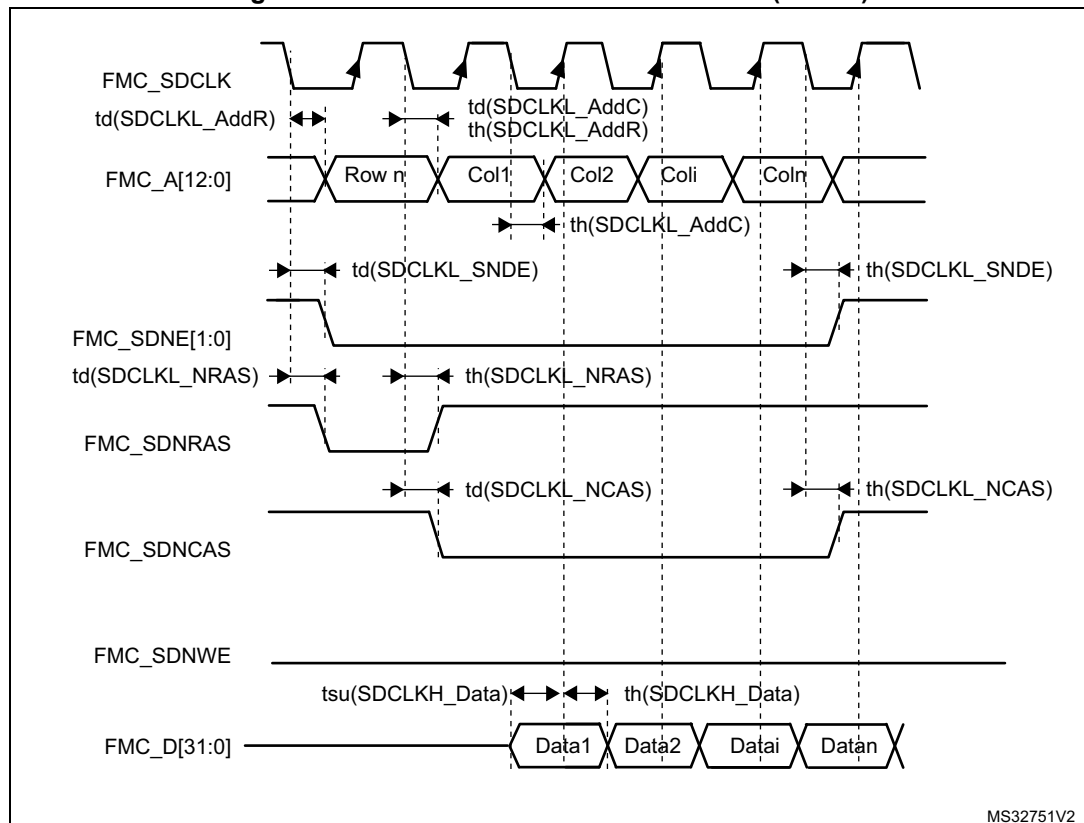 FMC_SDCLK
td(SDCLKL_AddR)
td(SDCLKL_AddC)
th(SDCLKL_AddR)
FMC_A[12:0]
Row n
Col1
Col2
Coli
Coln
th(SDCLKL_AddC)
td(SDCLKL_SNDE)
th(SDCLKL_SNDE)
FMC_SDNE[1:0]
td(SDCLKL_NRAS)
th(SDCLKL_NRAS)
FMC_SDNRAS
td(SDCLKL_NCAS)
th(SDCLKL_NCAS)
FMC_SDNCAS
FMC_SDNWE
tsu(SDCLKH_Data)
th(SDCLKH_Data)
FMC_D[31:0]
Data1
Data2
Datai
Datan
MS32751V2